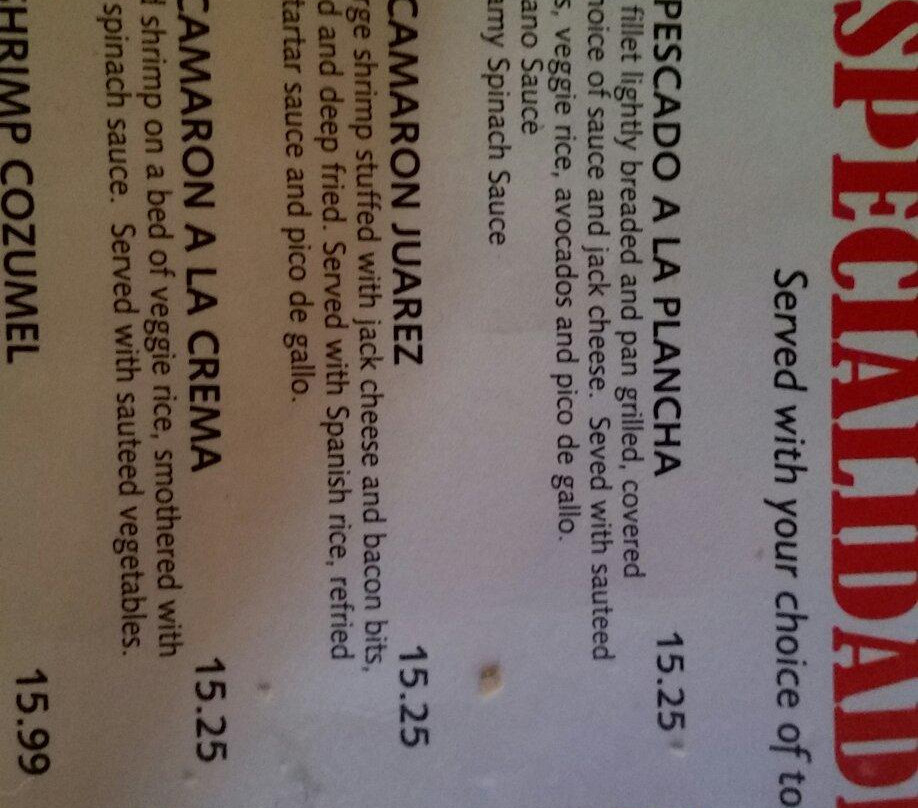 SPECIALIDAD
Served with your choice of to
PESCADO A LA PLANCHA 15.25
fillet lightly breaded and pan grilled, covered
hoice of sauce and jack cheese. Seved with sauteed
s, veggie rice, avocados and pico de gallo.
ano Sauce
amy Spinach Sauce
CAMARON JUAREZ 15.25
rge shrimp stuffed with jack cheese and bacon bits,
d and deep fried. Served with Spanish rice, refried
tartar sauce and pico de gallo.
CAMARON A LA CREMA 15.25
d shrimp on a bed of veggie rice, smothered with
spinach sauce. Served with sauteed vegetables.
HRIMP COZUMEL 15.99